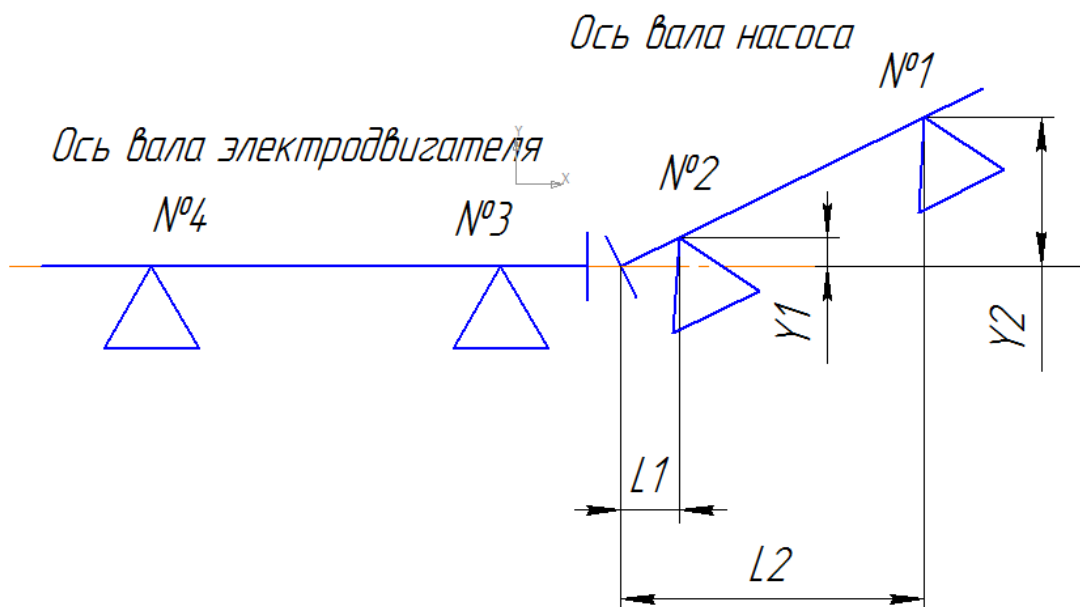 Ось вала насоса
№1
Ось вала электродвигателя
Y
X
№2
№4
№3
Y1
Y2
L1
L2